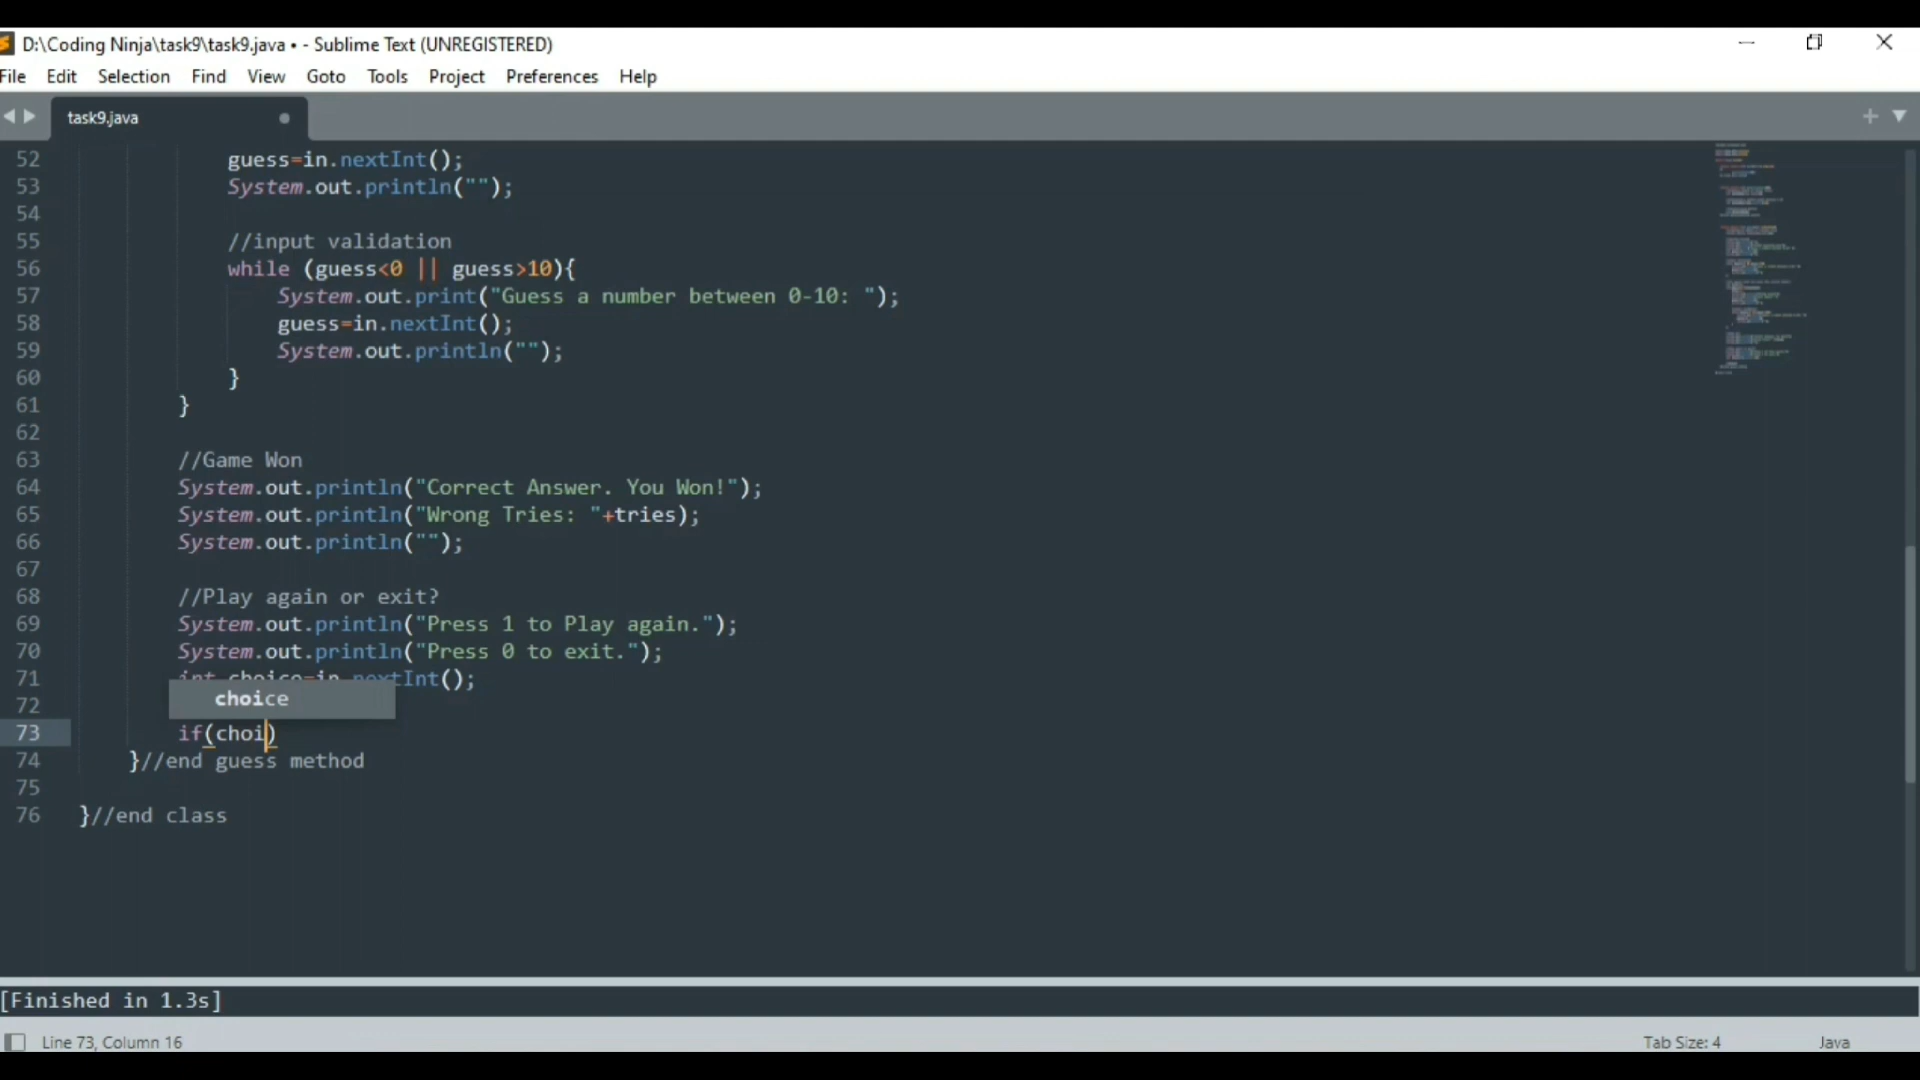 D:\Coding Ninja\task9\task9.java • - Sublime Text (UNREGISTERED)
File Edit Selection Find View Goto Tools Project Preferences Help
task9.java
52 guess=in.nextInt();
53 System.out.println("");
54
55 //input validation
56 while (guess<0 || guess>10){
57 System.out.print("Guess a number between 0-10: ");
58 guess=in.nextInt();
59 System.out.println("");
60 }
61 }
62
63 //Game Won
64 System.out.println("Correct Answer. You Won!");
65 System.out.println("Wrong Tries: "+tries);
66 System.out.println("");
67
68 //Play again or exit?
69 System.out.println("Press 1 to Play again.");
70 System.out.println("Press 0 to exit.");
71 int choice=in.nextInt();
choice
72
73 if(choi)
74 }//end guess method
75
76 }//end class
[Finished in 1.3s]
Line 73, Column 16 Tab Size: 4 Java